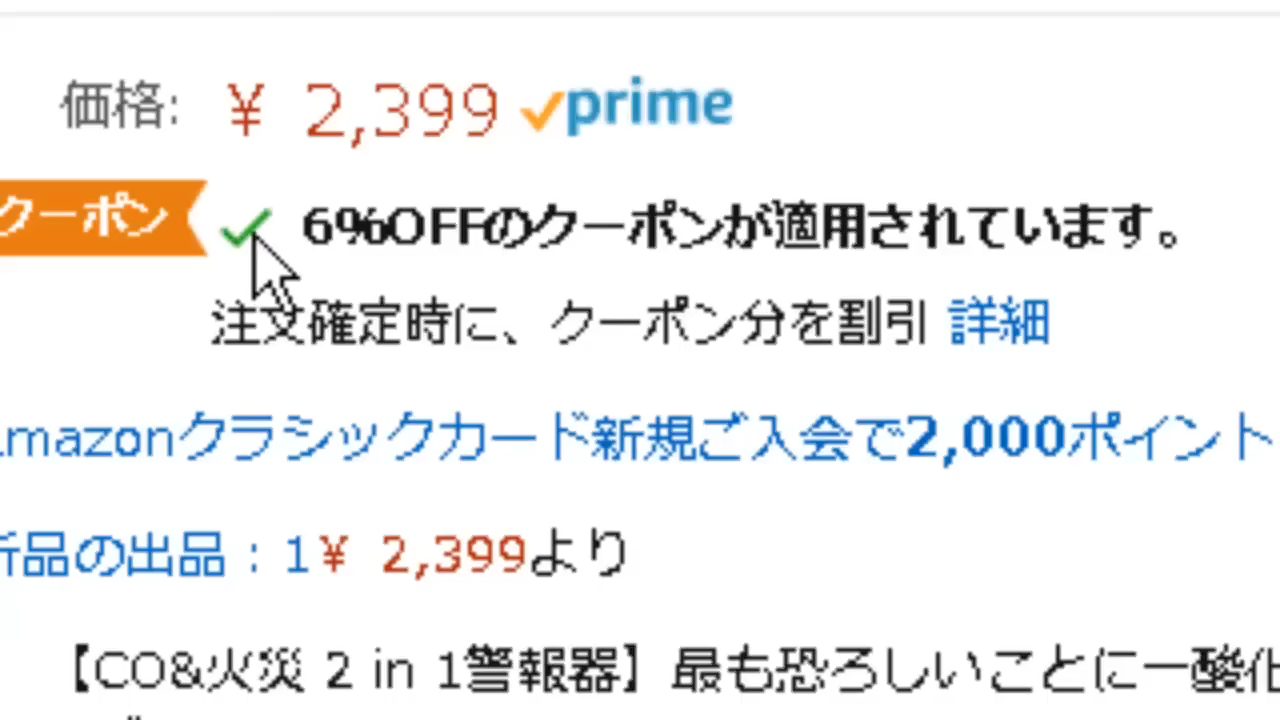 価格: ¥ 2,399 prime
クーポン 6%OFFのクーポンが適用されています。
注文確定時に、クーポン分を割引 詳細
mazonクラシックカード新規ご入会で2,000ポイント
品の出品：1¥ 2,399より
【CO&火災 2 in 1警報器】最も恐ろしいことに一酸化